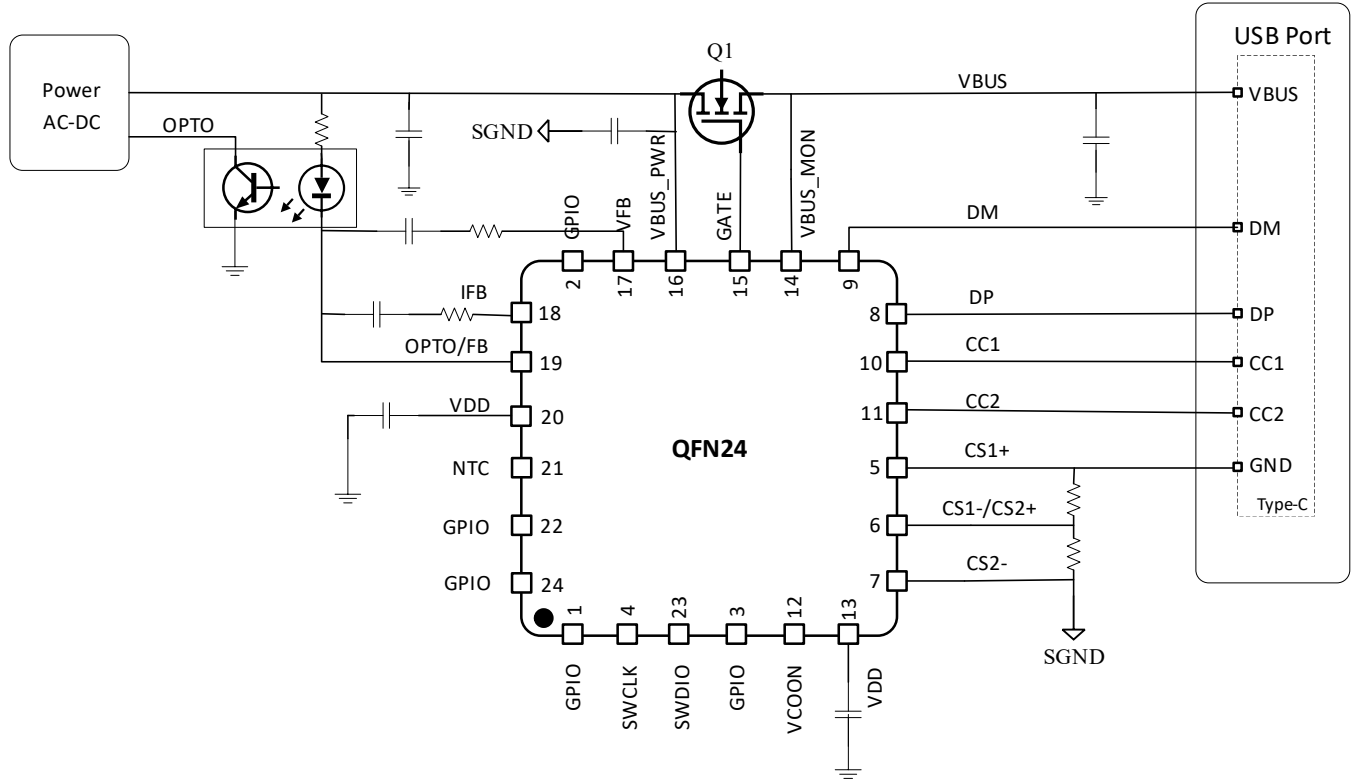 Q1
USB Port
Power
AC-DC
OPTO
VBUS
VBUS
SGND
GPIO
VFB
VBUS_PWR
GATE
VBUS_MON
DM
DM
2
17
16
15
14
9
IFB
18
8
DP
DP
OPTO/FB
19
10
CC1
CC1
VDD
20
11
CC2
CC2
QFN24
NTC
21
5
CS1+
GND
Type-C
GPIO
22
6
CS1-/CS2+
GPIO
24
7
CS2-
1
4
23
3
12
13
SGND
GPIO
SWCLK
SWDIO
GPIO
VCOON
VDD